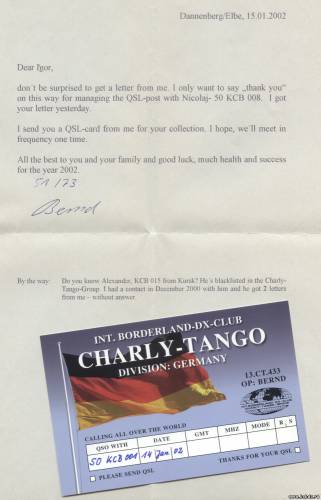 Dannenberg/Elbe, 15.01.2002
Dear Igor,
don´t be surprised to get a letter from me. I only want to say „thank you“
on this way for managing the QSL-post with Nicolaj- 50 KCB 008. I got
your letter yesterday.
I send you a QSL-card from me for your collection. I hope, we'll meet in
frequency one time.
All the best to you and your family and good luck, much health and success
for the year 2002.
51 / 73
Bernd
By the way: Do you know Alexander, KCB 015 from Kursk? He´s blacklisted in the Charly-
Tango-Group. I had a contact in December 2000 with him and he got 2 letters
from me – without answer.
INT. BORDERLAND-DX-CLUB
CHARLY-TANGO
DIVISION: GERMANY
13.CT.433
OP: BERND
CALLING ALL OVER THE WORLD
QSO WITH DATE GMT MHZ MODE R S
50 KCB 001 14 Jan 02
PLEASE SEND QSL THANKS FOR YOUR QSL